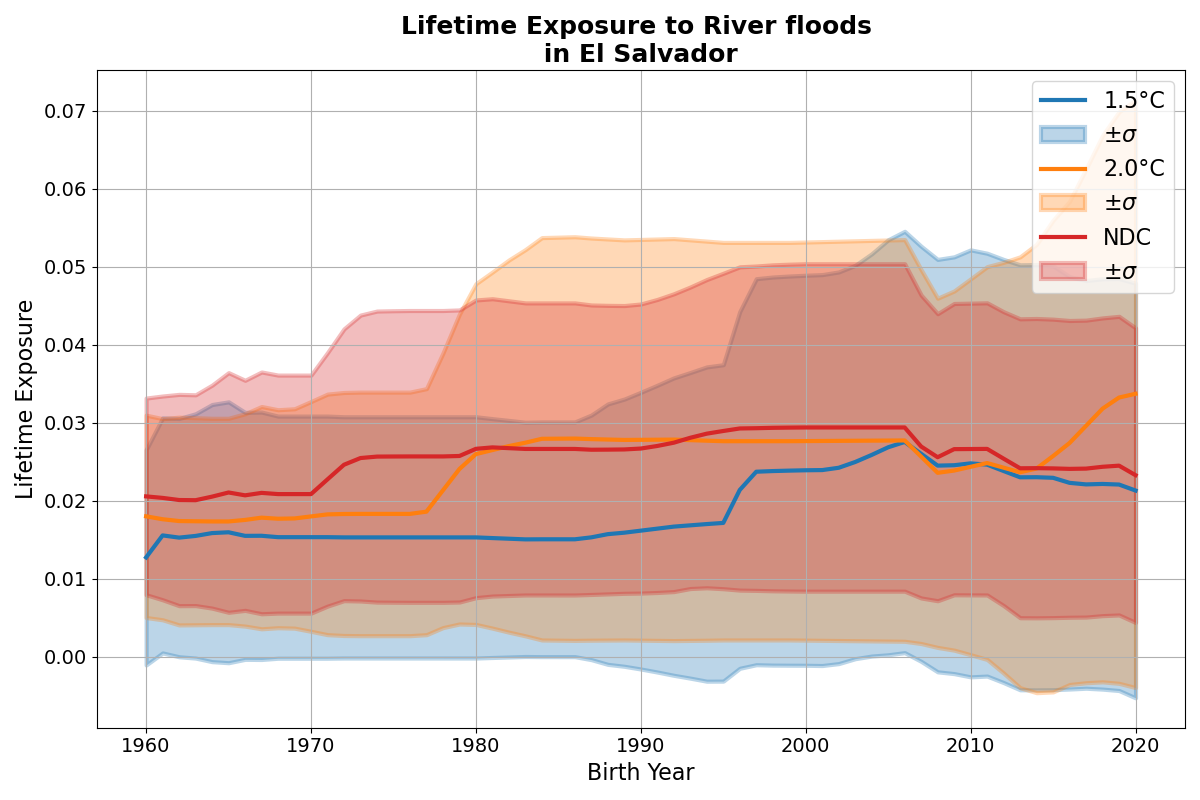 Lifetime Exposure to River floods
in El Salvador
Lifetime Exposure
0.07
0.06
0.05
0.04
0.03
0.02
0.01
0.00
1.5°C
±σ
2.0°C
±σ
NDC
±σ
1960
1970
1980
1990
2000
2010
2020
Birth Year